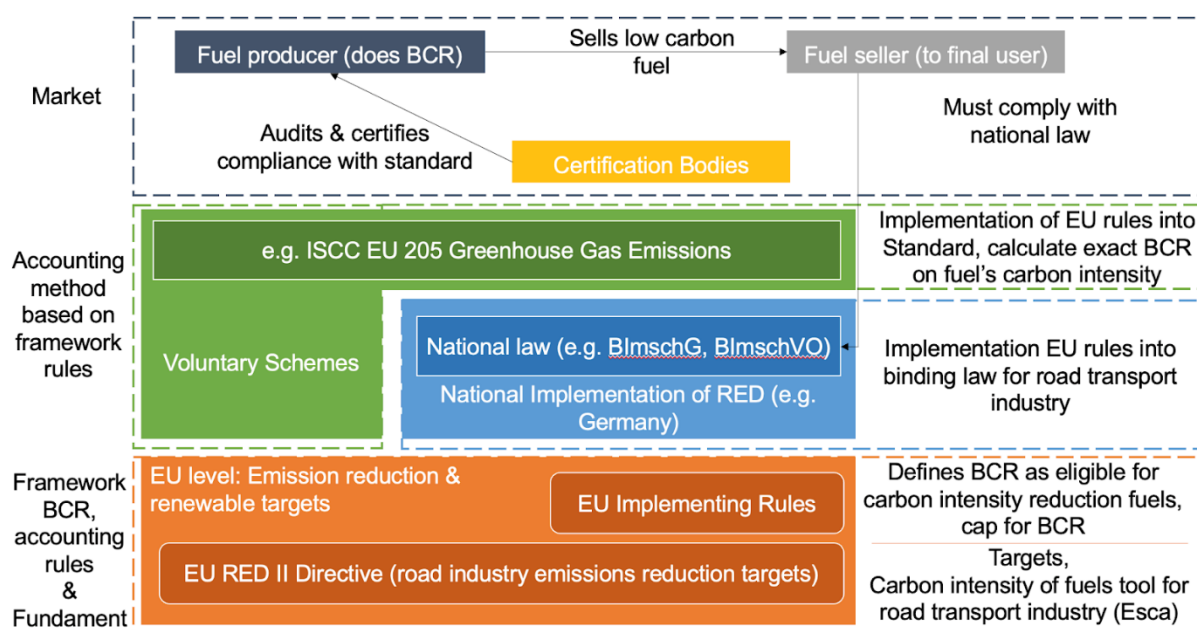 Market
Fuel producer (does BCR)
Sells low carbon
fuel
Fuel seller (to final user)
Must comply with
national law
Audits & certifies
compliance with standard
Certification Bodies
Accounting
method
based on
framework
rules
e.g. ISCC EU 205 Greenhouse Gas Emissions
Implementation of EU rules into
Standard, calculate exact BCR
on fuel's carbon intensity
Voluntary Schemes
National law (e.g. BImschG, BImschVO)
National Implementation of RED (e.g.
Germany)
Implementation EU rules into
binding law for road transport
industry
Framework
BCR,
accounting
rules
&
Fundament
EU level: Emission reduction &
renewable targets
EU Implementing Rules
EU RED II Directive (road industry emissions reduction targets)
Defines BCR as eligible for
carbon intensity reduction fuels,
cap for BCR
Targets,
Carbon intensity of fuels tool for
road transport industry (Esca)